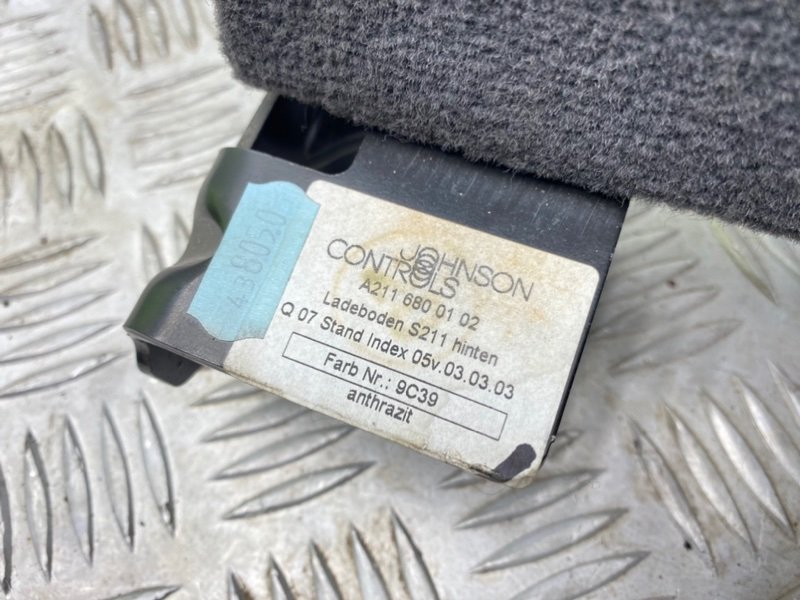 438020
JOHNSON
CONTROLS
A211 680 01 02
Ladeboden S211 hinten
Q 07 Stand Index 05v.03.03.03
Farb Nr.: 9C39
anthrazit